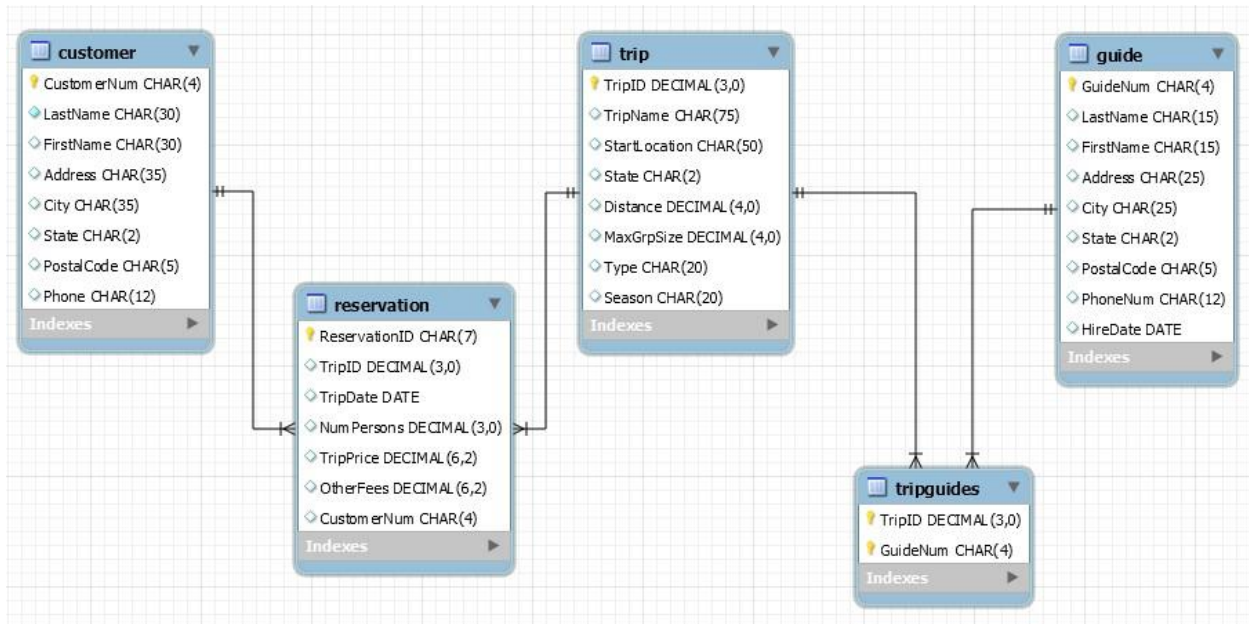 customer
CustomerNum CHAR(4)
LastName CHAR(30)
FirstName CHAR(30)
Address CHAR(35)
City CHAR(35)
State CHAR(2)
PostalCode CHAR(5)
Phone CHAR(12)
Indexes
reservation
ReservationID CHAR(7)
TripID DECIMAL(3,0)
TripDate DATE
NumPersons DECIMAL(3,0)
TripPrice DECIMAL(6,2)
OtherFees DECIMAL(6,2)
CustomerNum CHAR(4)
Indexes
trip
TripID DECIMAL(3,0)
TripName CHAR(75)
StartLocation CHAR(50)
State CHAR(2)
Distance DECIMAL(4,0)
MaxGrpSize DECIMAL(4,0)
Type CHAR(20)
Season CHAR(20)
Indexes
guide
GuideNum CHAR(4)
LastName CHAR(15)
FirstName CHAR(15)
Address CHAR(25)
City CHAR(25)
State CHAR(2)
PostalCode CHAR(5)
PhoneNum CHAR(12)
HireDate DATE
Indexes
tripguides
TripID DECIMAL(3,0)
GuideNum CHAR(4)
Indexes